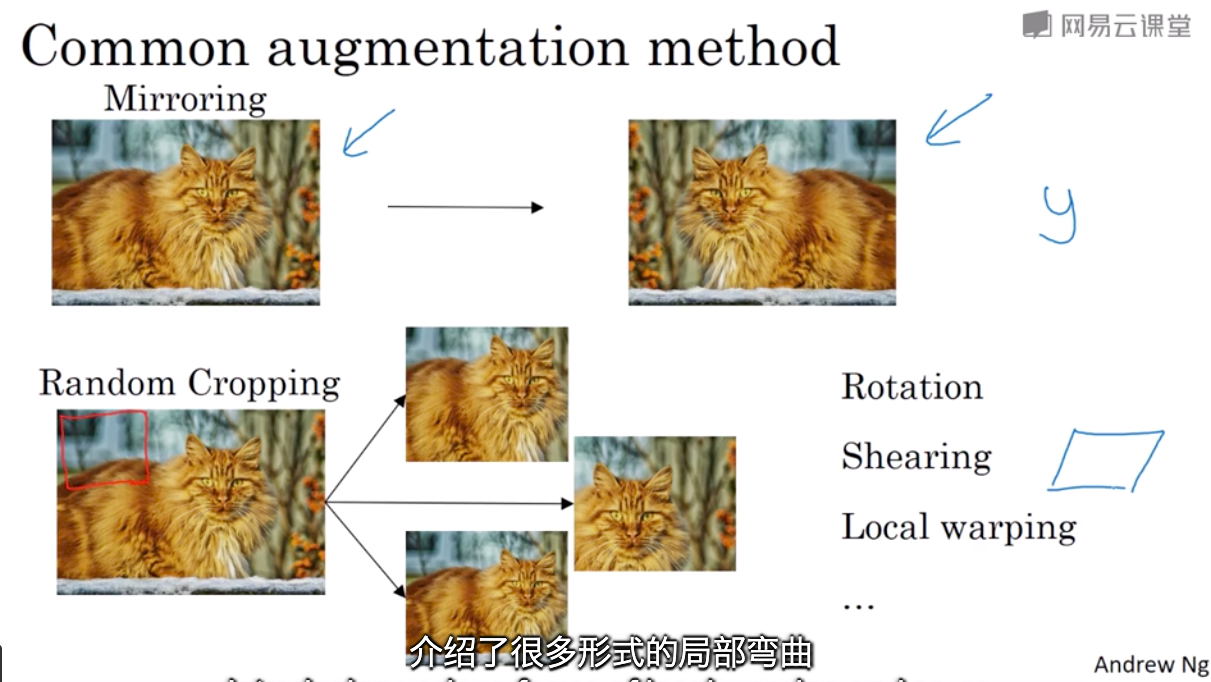 Common augmentation method
网易云课堂
Mirroring
y
Random Cropping
Rotation
Shearing
Local warping
...
介绍了很多形式的局部弯曲
Andrew Ng